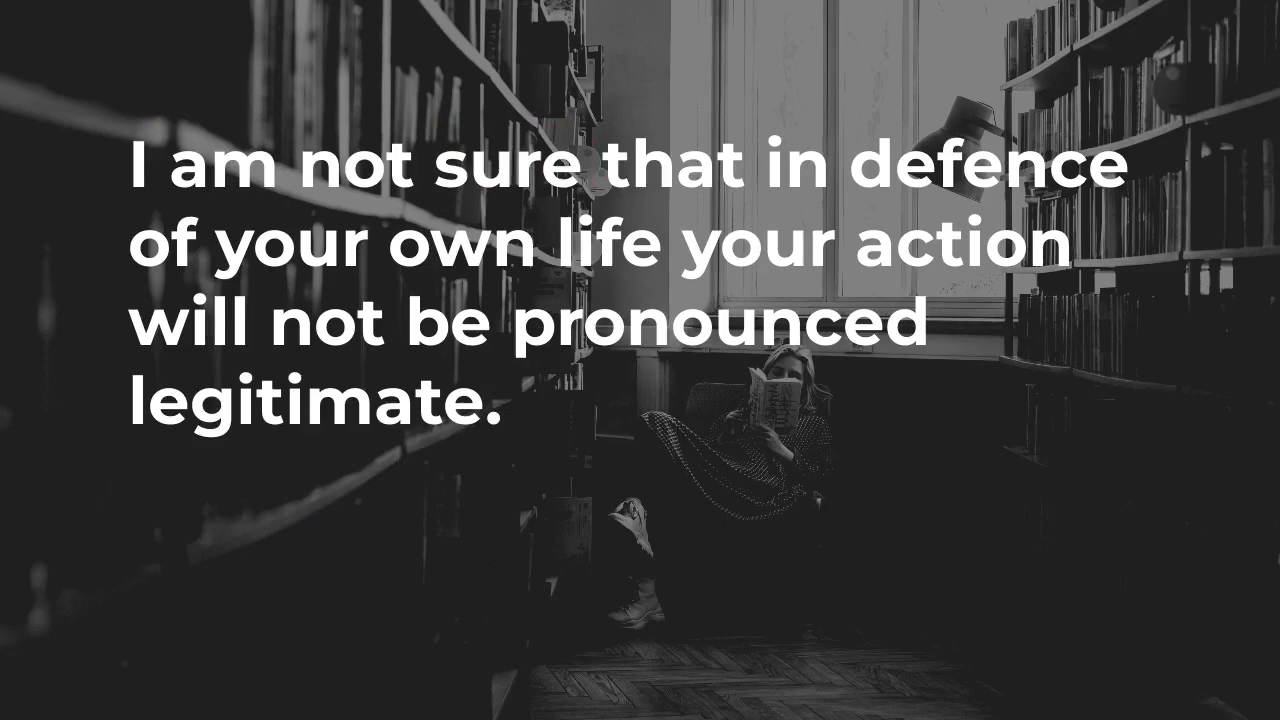 I am not sure that in defence
of your own life your action
will not be pronounced
legitimate.